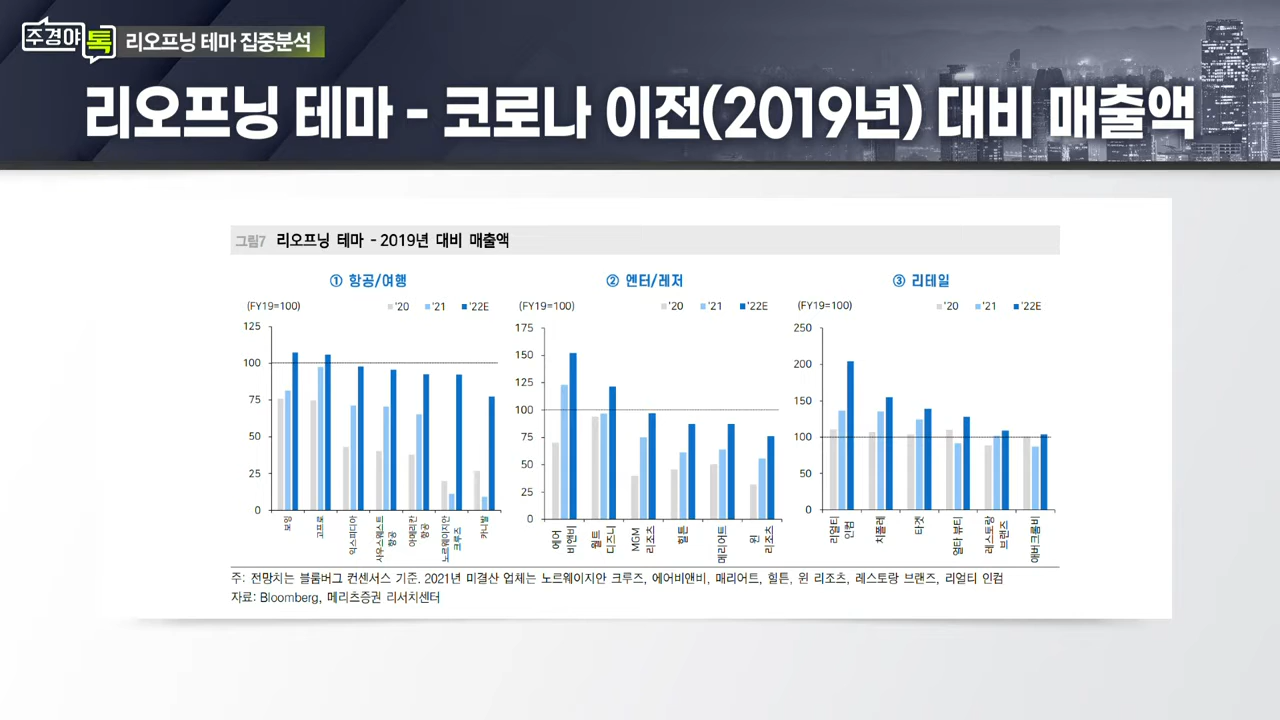 주경야톡 리오프닝 테마 집중분석
리오프닝 테마 - 코로나 이전(2019년) 대비 매출액
그림7 리오프닝 테마 - 2019년 대비 매출액
① 항공/여행
(FY19=100) '20 '21 '22E
125
100
75
50
25
0
보잉 고프로 익스피디아 사우스웨스트 항공 아메리칸 항공 노르웨이지안 크루즈 카니발
② 엔터/레저
(FY19=100) '20 '21 '22E
175
150
125
100
75
50
25
0
에어 비앤비 월트 디즈니 MGM 리조츠 힐튼 메리어트 윈 리조츠
③ 리테일
(FY19=100) '20 '21 '22E
250
200
150
100
50
0
리얼티 인컴 치폴레 타겟 얼타 뷰티 레스토랑 브랜즈 애버크롬비
주: 전망치는 블룸버그 컨센서스 기준. 2021년 미결산 업체는 노르웨이지안 크루즈, 에어비앤비, 매리어트, 힐튼, 윈 리조츠, 레스토랑 브랜즈, 리얼티 인컴
자료: Bloomberg, 메리츠증권 리서치센터